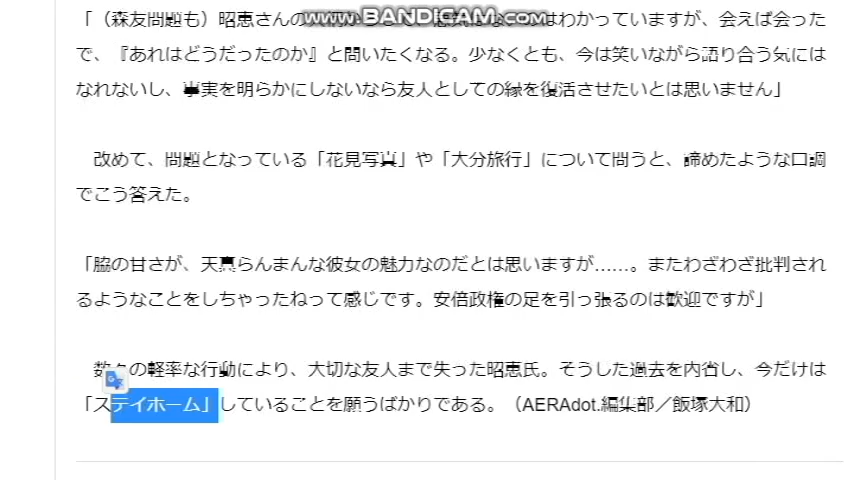 www.BANDICAM.com
「（森友問題も）昭恵さんの はわかっていますが、会えば会った
で、『あれはどうだったのか』と問いたくなる。少なくとも、今は笑いながら語り合う気には
なれないし、事実を明らかにしないなら友人としての縁を復活させたいとは思いません」
改めて、問題となっている「花見写真」や「大分旅行」について問うと、諦めたような口調
でこう答えた。
「脇の甘さが、天真らんまんな彼女の魅力なのだとは思いますが……。またわざわざ批判され
るようなことをしちゃったねって感じです。安倍政権の足を引っ張るのは歓迎ですが」
数々の軽率な行動により、大切な友人まで失った昭恵氏。そうした過去を内省し、今だけは
「ステイホーム」していることを願うばかりである。（AERAdot.編集部／飯塚大和）